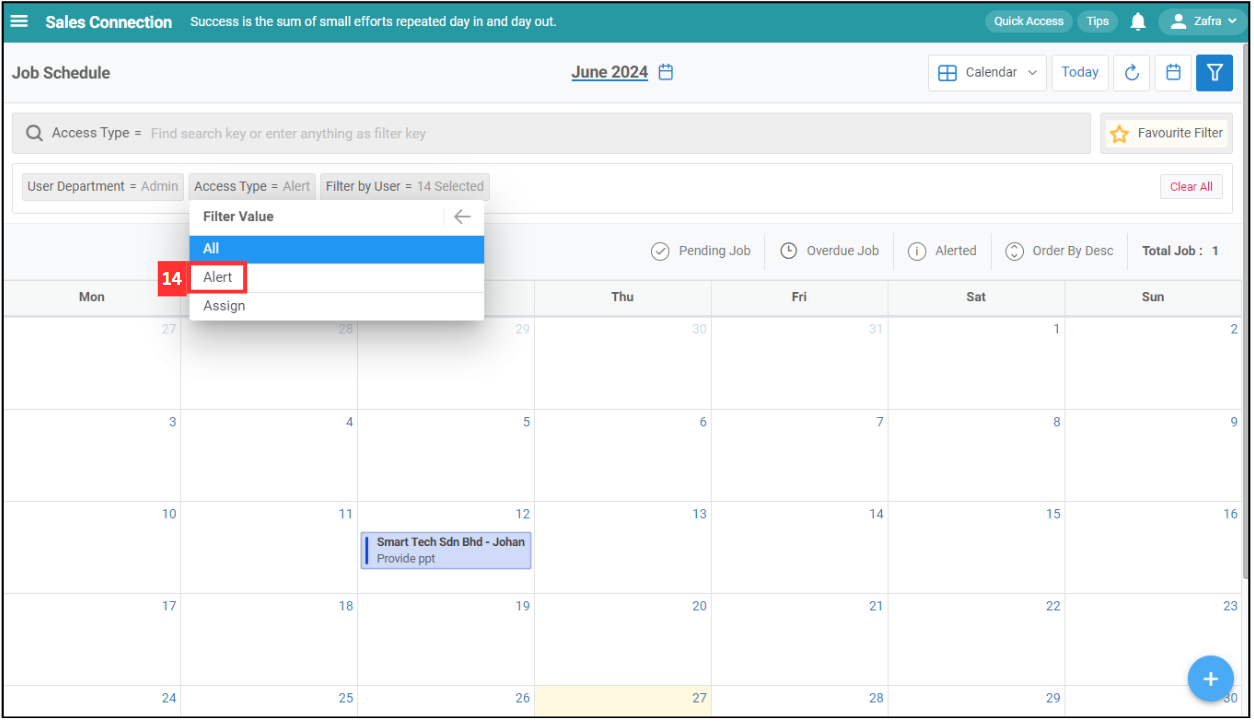 Sales Connection Success is the sum of small efforts repeated day in and day out. Quick Access Tips Zafra
Job Schedule June 2024 Calendar Today
Access Type = Find search key or enter anything as filter key Favourite Filter
User Department = Admin Access Type = Alert Filter by User = 14 Selected Clear All
Filter Value
All
Pending Job Overdue Job Alerted Order By Desc Total Job : 1
14 Alert
Assign
Mon Thu Fri Sat Sun
27 28 29 30 31 1 2
3 4 5 6 7 8 9
10 11 12 13 14 15 16
Smart Tech Sdn Bhd - Johan
Provide ppt
17 18 19 20 21 22 23
24 25 26 27 28 29 30